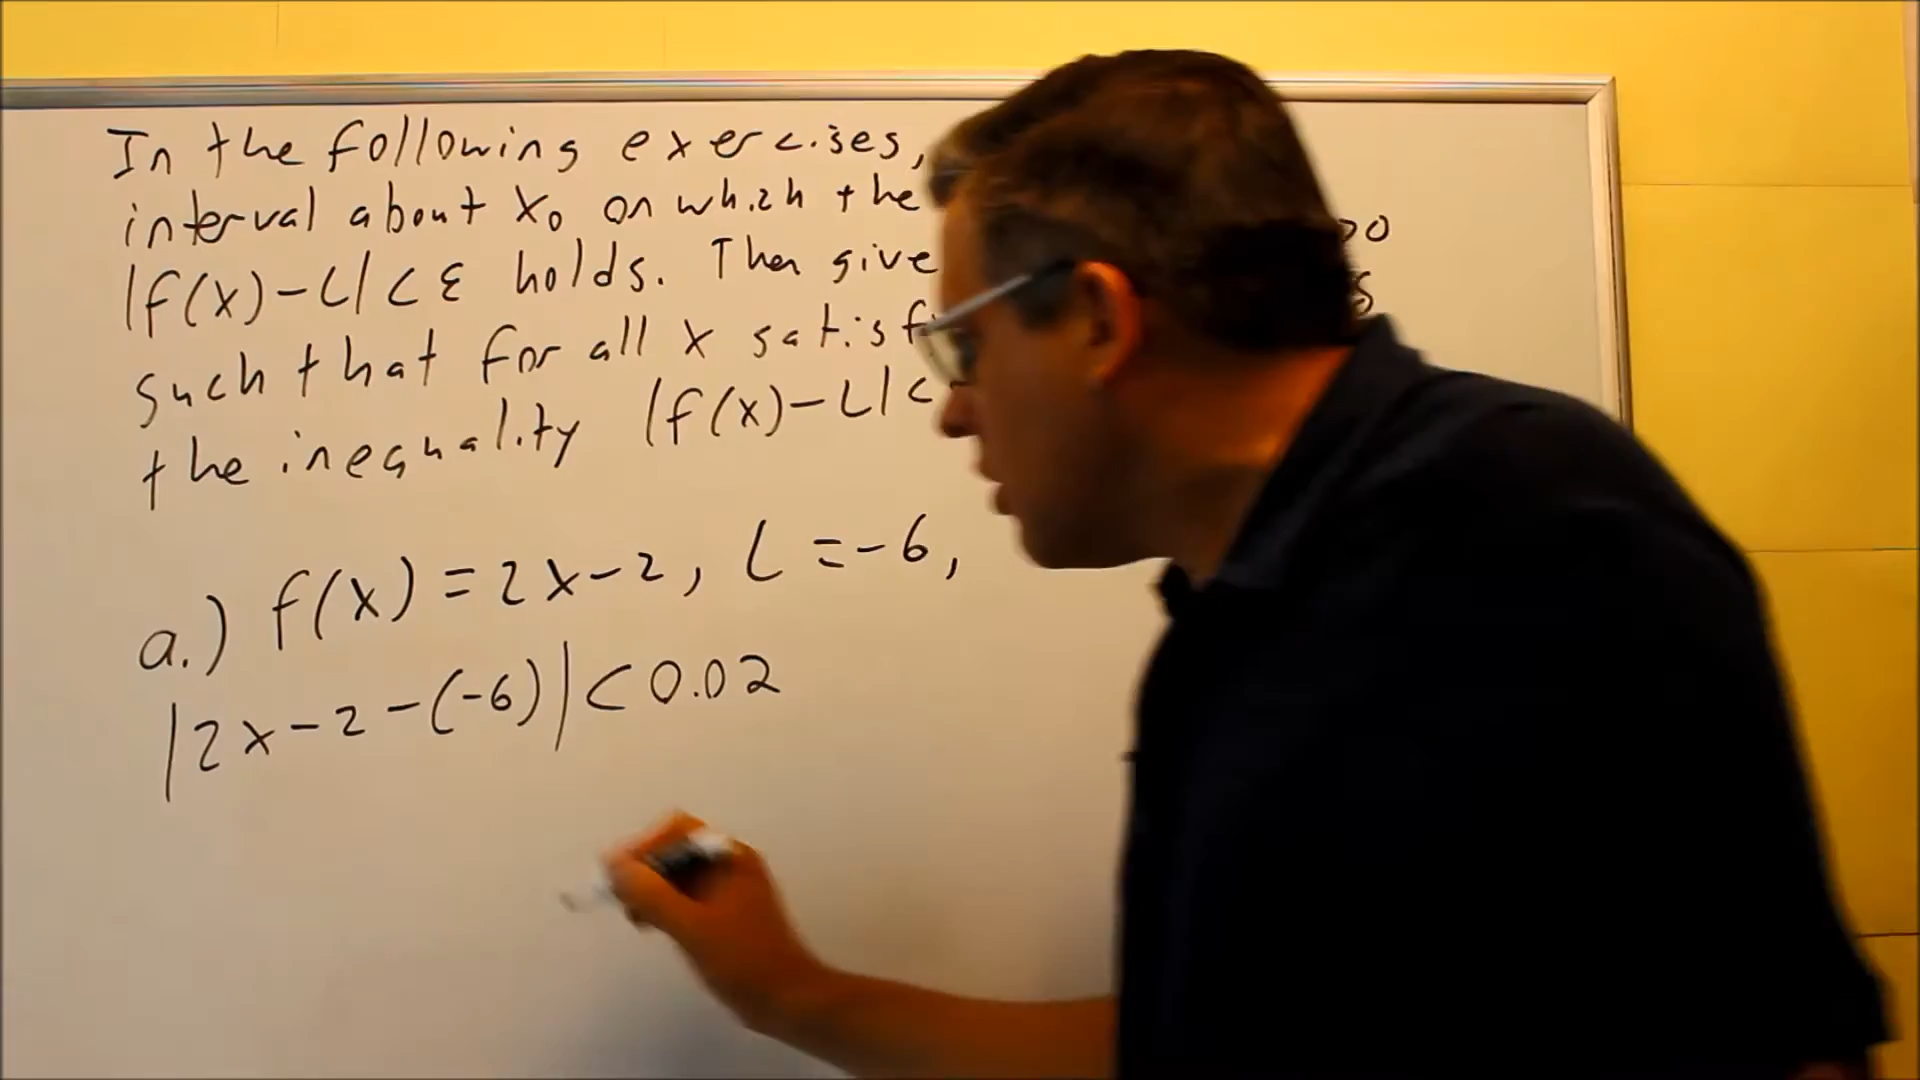 In the following exercises,
interval about x₀ on which the >0
|f(x)-L|<ε holds. Then give
such that for all x satisf
the inequality |f(x)-L|<
a.) f(x)=2x-2, L=-6,
|2x-2-(-6)|<0.02